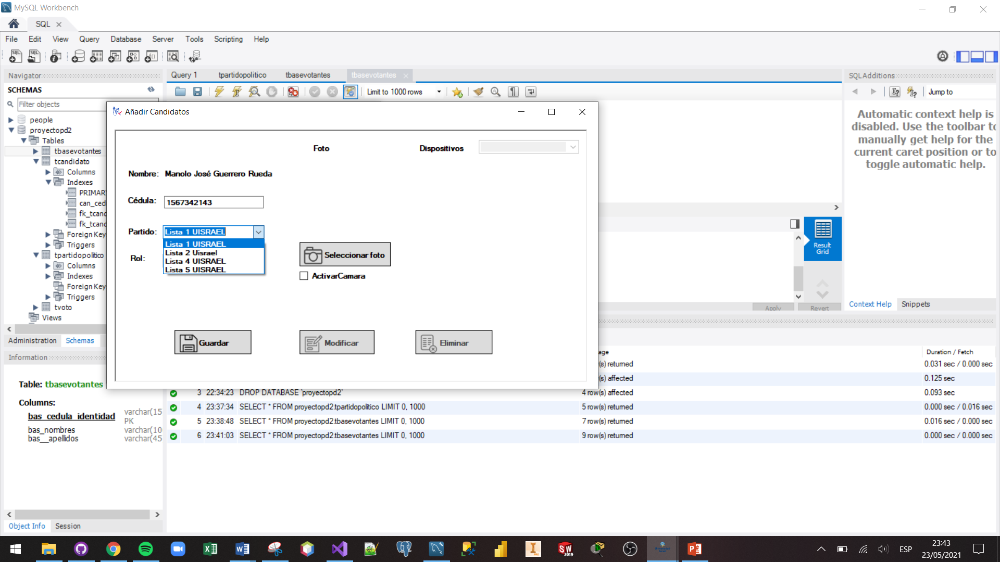 MySQL Workbench
SQL
File Edit View Query Database Server Tools Scripting Help
Navigator
SCHEMAS
Filter objects
people
proyectopd2
Tables
tbasevotantes
tcandidato
Columns
Indexes
PRIMAR
can_ced
fk_tcand
fk_tcand
Foreign Key
Triggers
tpartidopolitico
Columns
Indexes
Foreign Key
Triggers
tvoto
Views
Administration Schemas
Information
Table: tbasevotantes
Columns:
bas_cedula_identidad varchar(15
PK
bas_nombres varchar(10
bas__apellidos varchar(45
Object Info Session
Query 1 tpartidopolitico tbasevotantes tbasevotantes
Limit to 1000 rows
Añadir Candidatos
Foto Dispositivos
Nombre: Manolo José Guerrero Rueda
Cédula: 1567342143
Partido: Lista 1 UISRAEL
Lista 1 UISRAEL
Lista 2 Uisrael
Lista 4 UISRAEL
Lista 5 UISRAEL
Rol:
Seleccionar foto
ActivarCamara
Guardar Modificar Eliminar
Result
Grid
Apply Revert
SQLAdditions
Jump to
Automatic context help is
disabled. Use the toolbar to
manually get help for the
current caret position or to
toggle automatic help.
Context Help Snippets
age Duration / Fetch
(s) returned 0.031 sec / 0.000 sec
(s) affected 0.125 sec
3 22:34:23 DROP DATABASE `proyectopd2` 4 row(s) affected 0.093 sec
4 23:37:34 SELECT * FROM proyectopd2.tpartidopolitico LIMIT 0, 1000 5 row(s) returned 0.000 sec / 0.016 sec
5 23:38:48 SELECT * FROM proyectopd2.tbasevotantes LIMIT 0, 1000 7 row(s) returned 0.016 sec / 0.000 sec
6 23:41:03 SELECT * FROM proyectopd2.tbasevotantes LIMIT 0, 1000 9 row(s) returned 0.000 sec / 0.000 sec
ESP
23:43
23/05/2021